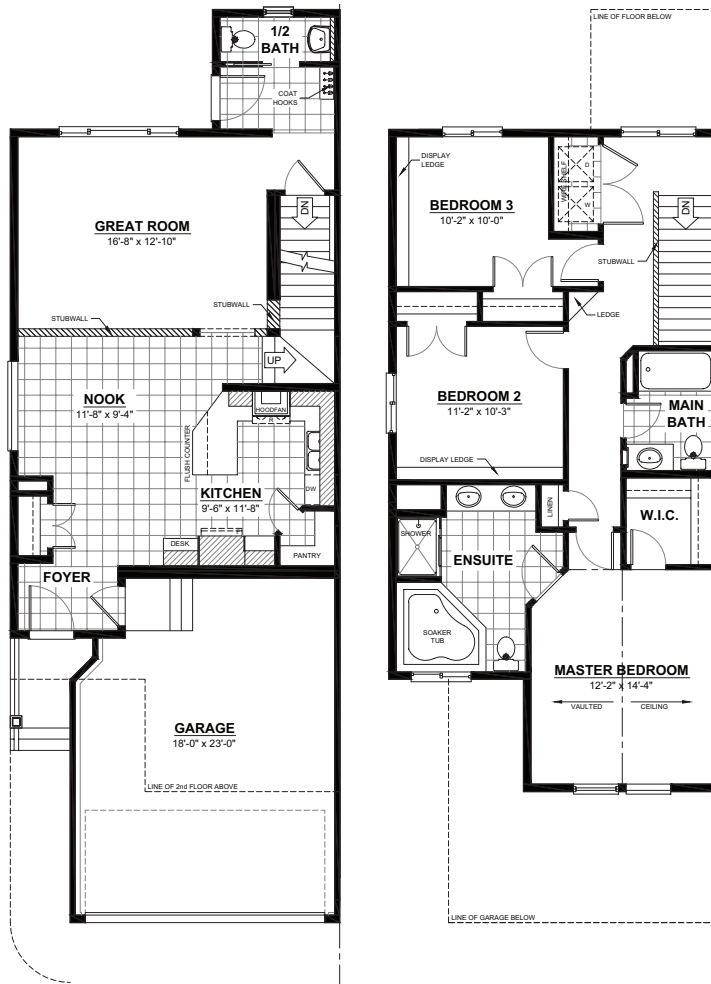 1/2
BATH
COAT
HOOKS
GREAT ROOM
16'-8" x 12'-10"
DN
STUBWALL
STUBWALL
UP
NOOK
11'-8" x 9'-4"
HOODFAN
R
FLUSH COUNTER
KITCHEN
9'-6" x 11'-8"
DW
DESK
PANTRY
FOYER
GARAGE
18'-0" x 23'-0"
LINE OF 2nd FLOOR ABOVE
LINE OF FLOOR BELOW
DISPLAY
LEDGE
BEDROOM 3
10'-2" x 10'-0"
WIRE SHELF
D
W
DN
STUBWALL
LEDGE
BEDROOM 2
11'-2" x 10'-3"
DISPLAY LEDGE
MAIN
BATH
LINEN
W.I.C.
SHOWER
ENSUITE
SOAKER
TUB
MASTER BEDROOM
12'-2" x 14'-4"
VAULTED CEILING
LINE OF GARAGE BELOW